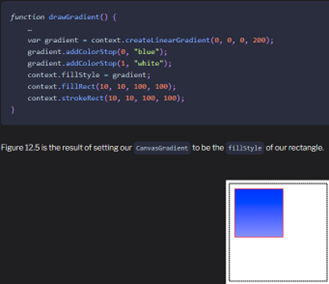 function drawGradient() {
…
var gradient = context.createLinearGradient(0, 0, 0, 200);
gradient.addColorStop(0, "blue");
gradient.addColorStop(1, "white");
context.fillStyle = gradient;
context.fillRect(10, 10, 100, 100);
context.strokeRect(10, 10, 100, 100);
}
Figure 12.5 is the result of setting our CanvasGradient to be the fillStyle of our rectangle.